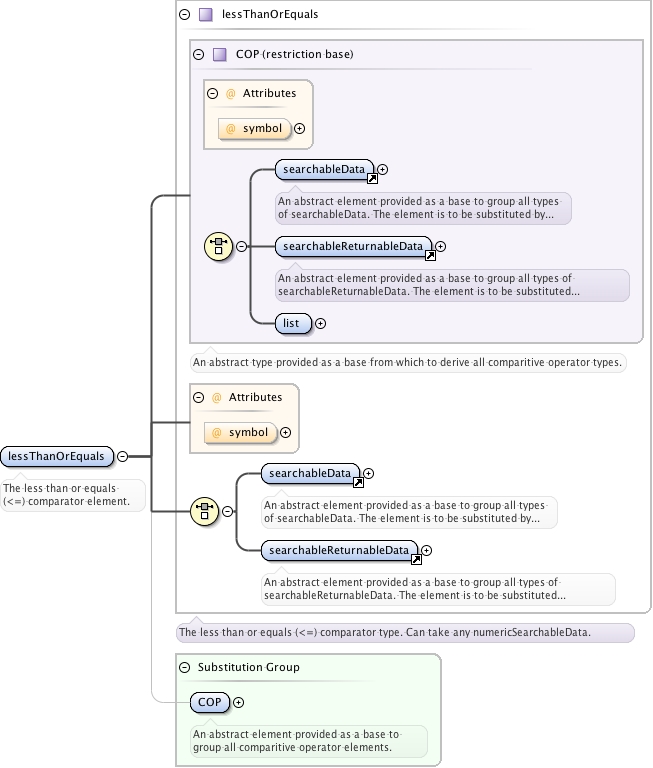 lessThanOrEquals
COP (restriction base)
@ Attributes
@ symbol
searchableData
An abstract element provided as a base to group all types
of searchableData. The element is to be substituted by...
searchableReturnableData
An abstract element provided as a base to group all types of
searchableReturnableData. The element is to be substituted...
list
An abstract type provided as a base from which to derive all comparitive operator types.
@ Attributes
@ symbol
lessThanOrEquals
The less than or equals
(<=) comparator element.
searchableData
An abstract element provided as a base to group all types
of searchableData. The element is to be substituted by...
searchableReturnableData
An abstract element provided as a base to group all types of
searchableReturnableData. The element is to be substituted...
The less than or equals (<=) comparator type. Can take any numericSearchableData.
Substitution Group
COP
An abstract element provided as a base to
group all comparitive operator elements.